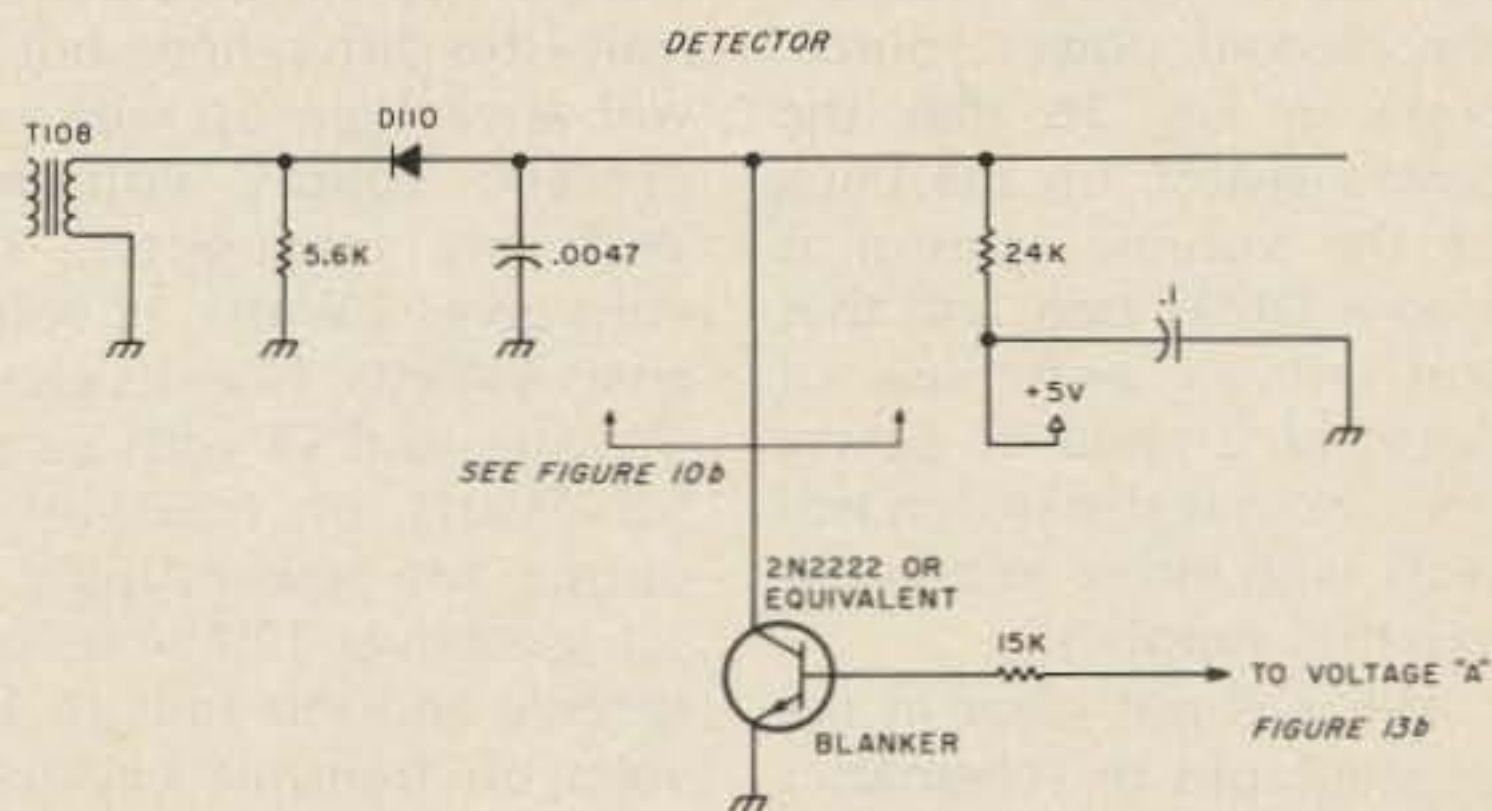 DETECTOR
T108
D110
5.6K
.0047
24K
.1
+5V
SEE FIGURE 10b
2N2222 OR
EQUIVALENT
15K
TO VOLTAGE "A"
FIGURE 13b
BLANKER